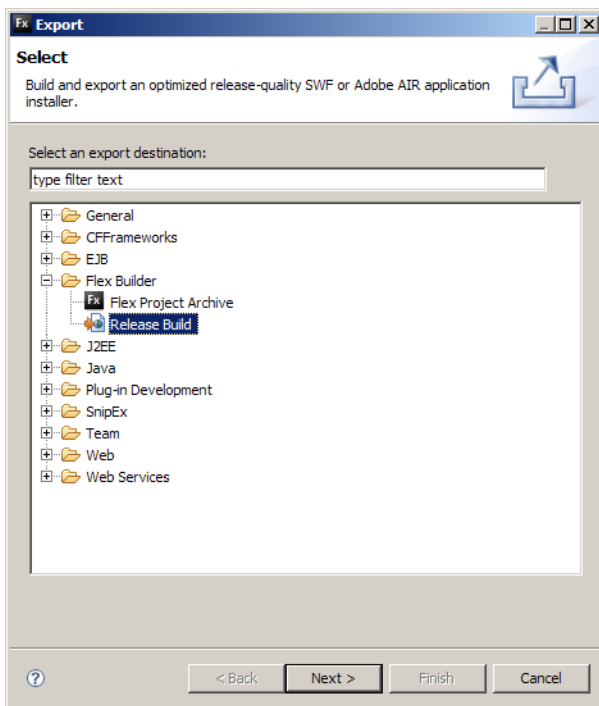 Fx Export
Select
Build and export an optimized release-quality SWF or Adobe AIR application
installer.
Select an export destination:
type filter text
General
CFFrameworks
EJB
Flex Builder
Fx Flex Project Archive
Release Build
J2EE
Java
Plug-in Development
SnipEx
Team
Web
Web Services
? < Back Next > Finish Cancel